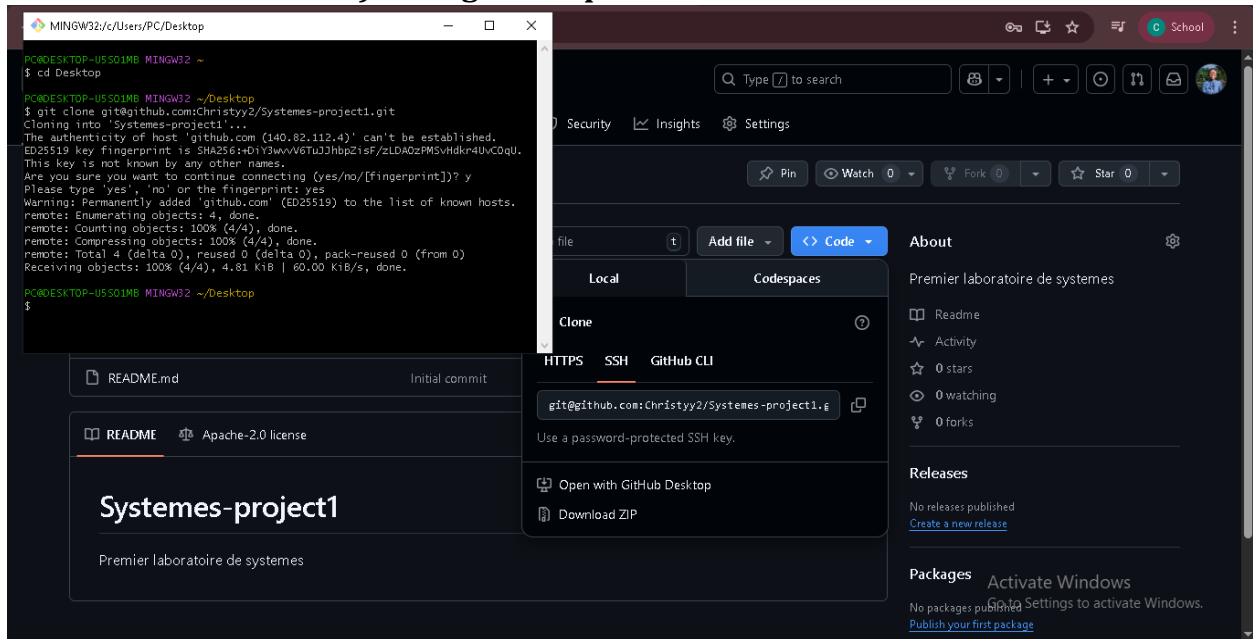 MINGW32:/c/Users/PC/Desktop
PC@DESKTOP-U5SO1MB MINGW32 ~
$ cd Desktop
PC@DESKTOP-U5SO1MB MINGW32 ~/Desktop
$ git clone git@github.com:Christyy2/Systemes-project1.git
Cloning into 'Systemes-project1'...
The authenticity of host 'github.com (140.82.112.4)' can't be established.
ED25519 key fingerprint is SHA256:+DiY3wvvV6TuJJhbpZisF/zLDA0zPMSvHdkr4UvCOqU.
This key is not known by any other names.
Are you sure you want to continue connecting (yes/no/[fingerprint])? y
Please type 'yes', 'no' or the fingerprint: yes
Warning: Permanently added 'github.com' (ED25519) to the list of known hosts.
remote: Enumerating objects: 4, done.
remote: Counting objects: 100% (4/4), done.
remote: Compressing objects: 100% (4/4), done.
remote: Total 4 (delta 0), reused 0 (delta 0), pack-reused 0 (from 0)
Receiving objects: 100% (4/4), 4.81 KiB | 60.00 KiB/s, done.
PC@DESKTOP-U5SO1MB MINGW32 ~/Desktop
$
C School
Type / to search
Security Insights Settings
Pin Watch 0 Fork 0 Star 0
file t Add file <> Code
Local Codespaces
Clone
HTTPS SSH GitHub CLI
git@github.com:Christyy2/Systemes-project1.g
Use a password-protected SSH key.
Open with GitHub Desktop
Download ZIP
README.md Initial commit
README Apache-2.0 license
Systemes-project1
Premier laboratoire de systemes
About
Premier laboratoire de systemes
Readme
Activity
0 stars
0 watching
0 forks
Releases
No releases published
Create a new release
Packages
No packages published
Publish your first package
Activate Windows
Go to Settings to activate Windows.